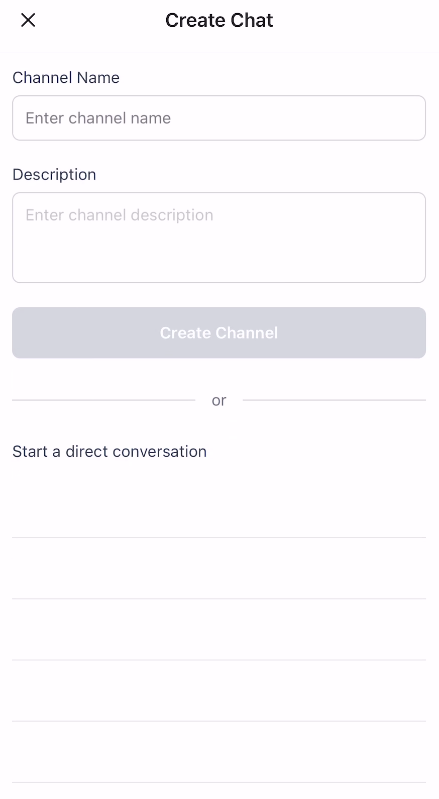 Create Chat
Channel Name
Enter channel name
Description
Enter channel description
Create Channel
or
Start a direct conversation